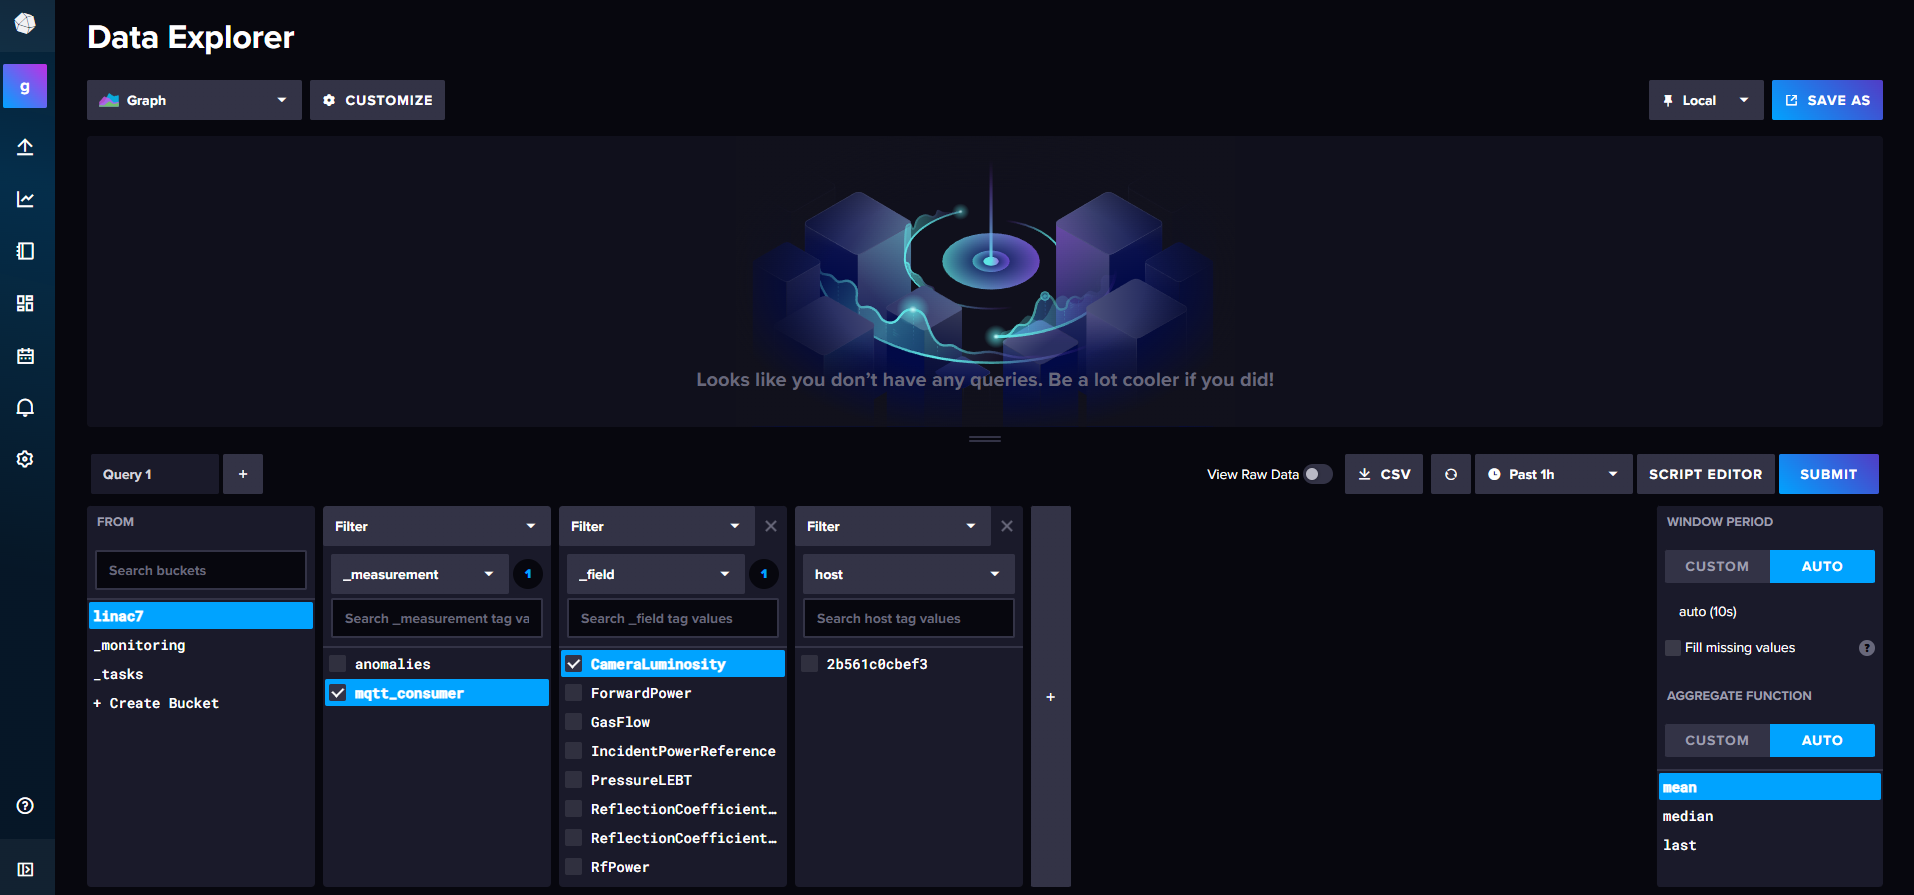 Data Explorer
g
Graph
CUSTOMIZE
Local
SAVE AS
Looks like you don't have any queries. Be a lot cooler if you did!
Query 1
+
View Raw Data
CSV
Past 1h
SCRIPT EDITOR
SUBMIT
FROM
Search buckets
linac7
_monitoring
_tasks
+ Create Bucket
Filter
_measurement
1
Search _measurement tag va
anomalies
mqtt_consumer
Filter
_field
1
Search _field tag values
CameraLuminosity
ForwardPower
GasFlow
IncidentPowerReference
PressureLEBT
ReflectionCoefficient…
ReflectionCoefficient…
RfPower
Filter
host
Search host tag values
2b561c0cbef3
+
WINDOW PERIOD
CUSTOM
AUTO
auto (10s)
Fill missing values
?
AGGREGATE FUNCTION
CUSTOM
AUTO
mean
median
last